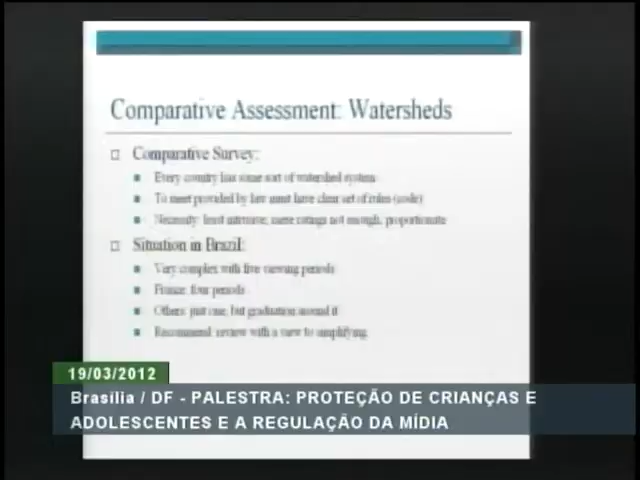 Comparative Assessment: Watersheds
Comparative Survey:
Every country has some sort of watershed system
To meet provided by law must have clear set of rules (code)
Necessity: least intrusive, same ratings not enough, proportionate
Situation in Brazil:
Very complex with five viewing periods
France: four periods
Others: just one, but graduation around it
Recommend: review with a view to simplifying
19/03/2012
Brasília / DF - PALESTRA: PROTEÇÃO DE CRIANÇAS E
ADOLESCENTES E A REGULAÇÃO DA MÍDIA